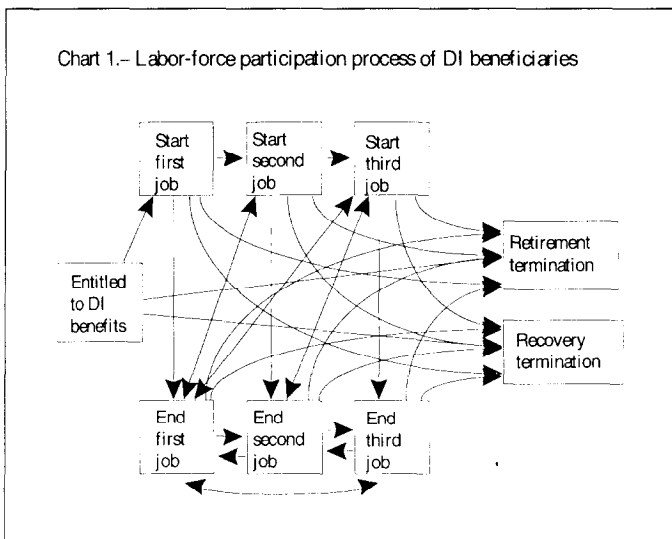 Chart 1.– Labor-force participation process of DI beneficiaries
Start
first
job
Start
second
job
Start
third
job
Entitled
to DI
benefits
Retirement
termination
Recovery
termination
End
first
job
End
second
job
End
third
job